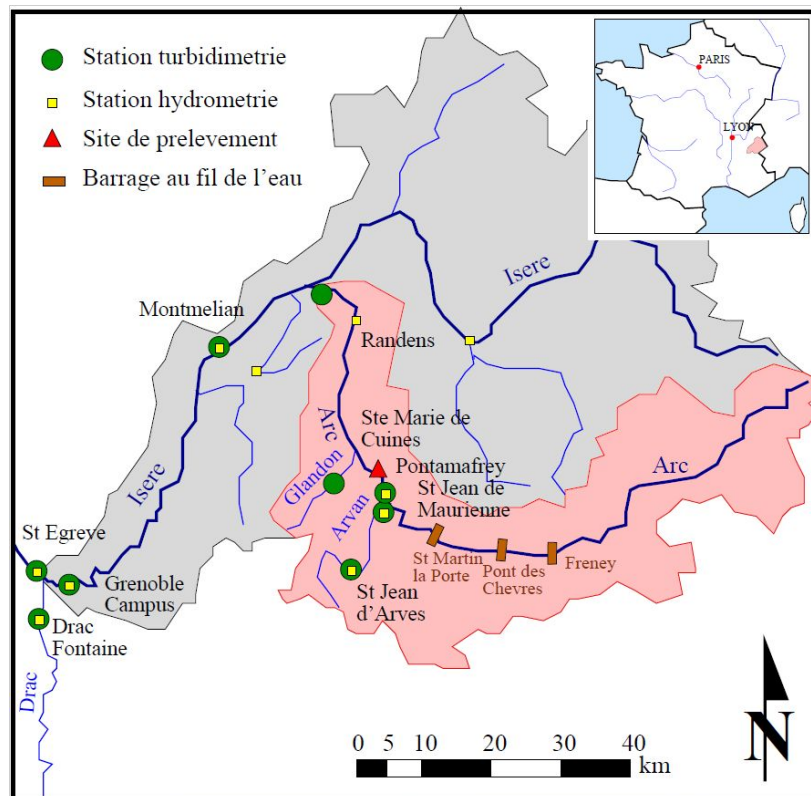 Station turbidimetrie
Station hydrometrie
Site de prelevement
Barrage au fil de l'eau
PARIS
LYON
Isere
Montmelian
Randens
Arc
Ste Marie de
Cuines
Glandon
Pontamafrey
Arc
St Jean de
Maurienne
Isere
Arvan
St Egreve
St Martin
la Porte
Pont des
Chevres
Freney
Grenoble
Campus
St Jean
d'Arves
Drac
Fontaine
Drac
N
0 5 10 20 30 40
km